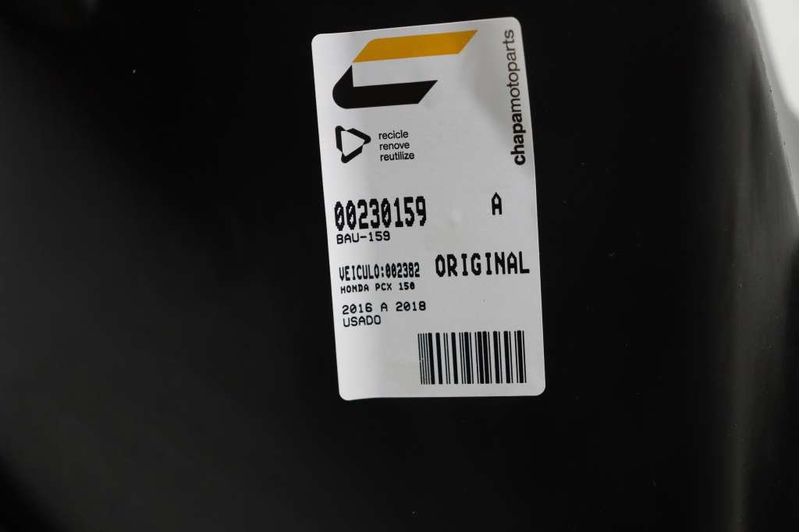 chapamotoparts
recicle
renove
reutilize
00230159 A
BAU-159
VEICULO:002382 ORIGINAL
HONDA PCX 150
2016 A 2018
USADO